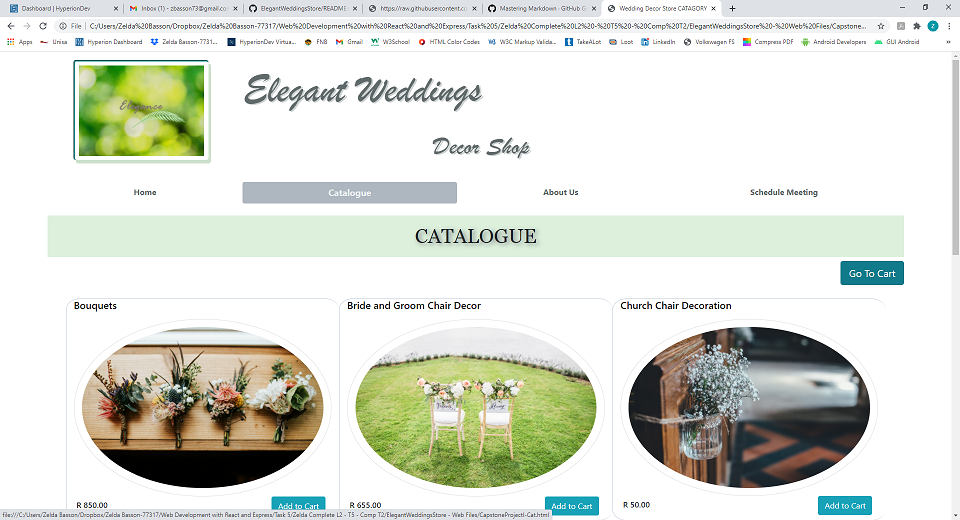 Dashboard | HyperionDev
Inbox (1) - zbasson73@gmail.co
ElegantWeddingsStore/README.
https://raw.githubusercontent.co
Mastering Markdown - GitHub G
Wedding Decor Store CATAGORY
File
C:/Users/Zelda%20Basson/Dropbox/Zelda%20Basson-77317/Web%20Development%20with%20React%20and%20Express/Task%205/Zelda%20Complete%20L2%20-%20T5%20-%20Comp%20T2/ElegantWeddingsStore%20-%20Web%20Files/Capstone...
Z
Apps
Unisa
Hyperion Dashboard
Zelda Basson-7731...
HyperionDev Virtua...
FNB
Gmail
W3School
HTML Color Codes
W3C Markup Valida...
TakeALot
Loot
LinkedIn
Volkswagen FS
Compress PDF
Android Developers
GUI Android
»
Elegance
Elegant Weddings
Decor Shop
Home
Catalogue
About Us
Schedule Meeting
CATALOGUE
Go To Cart
Bouquets
Bride and Groom Chair Decor
Church Chair Decoration
R 850.00
Add to Cart
R 655.00
Add to Cart
R 50.00
Add to Cart
file:///C:/Users/Zelda Basson/Dropbox/Zelda Basson-77317/Web Development with React and Express/Task 5/Zelda Complete L2 - T5 - Comp T2/ElegantWeddingsStore - Web Files/CapstoneProjectI-Cat.html